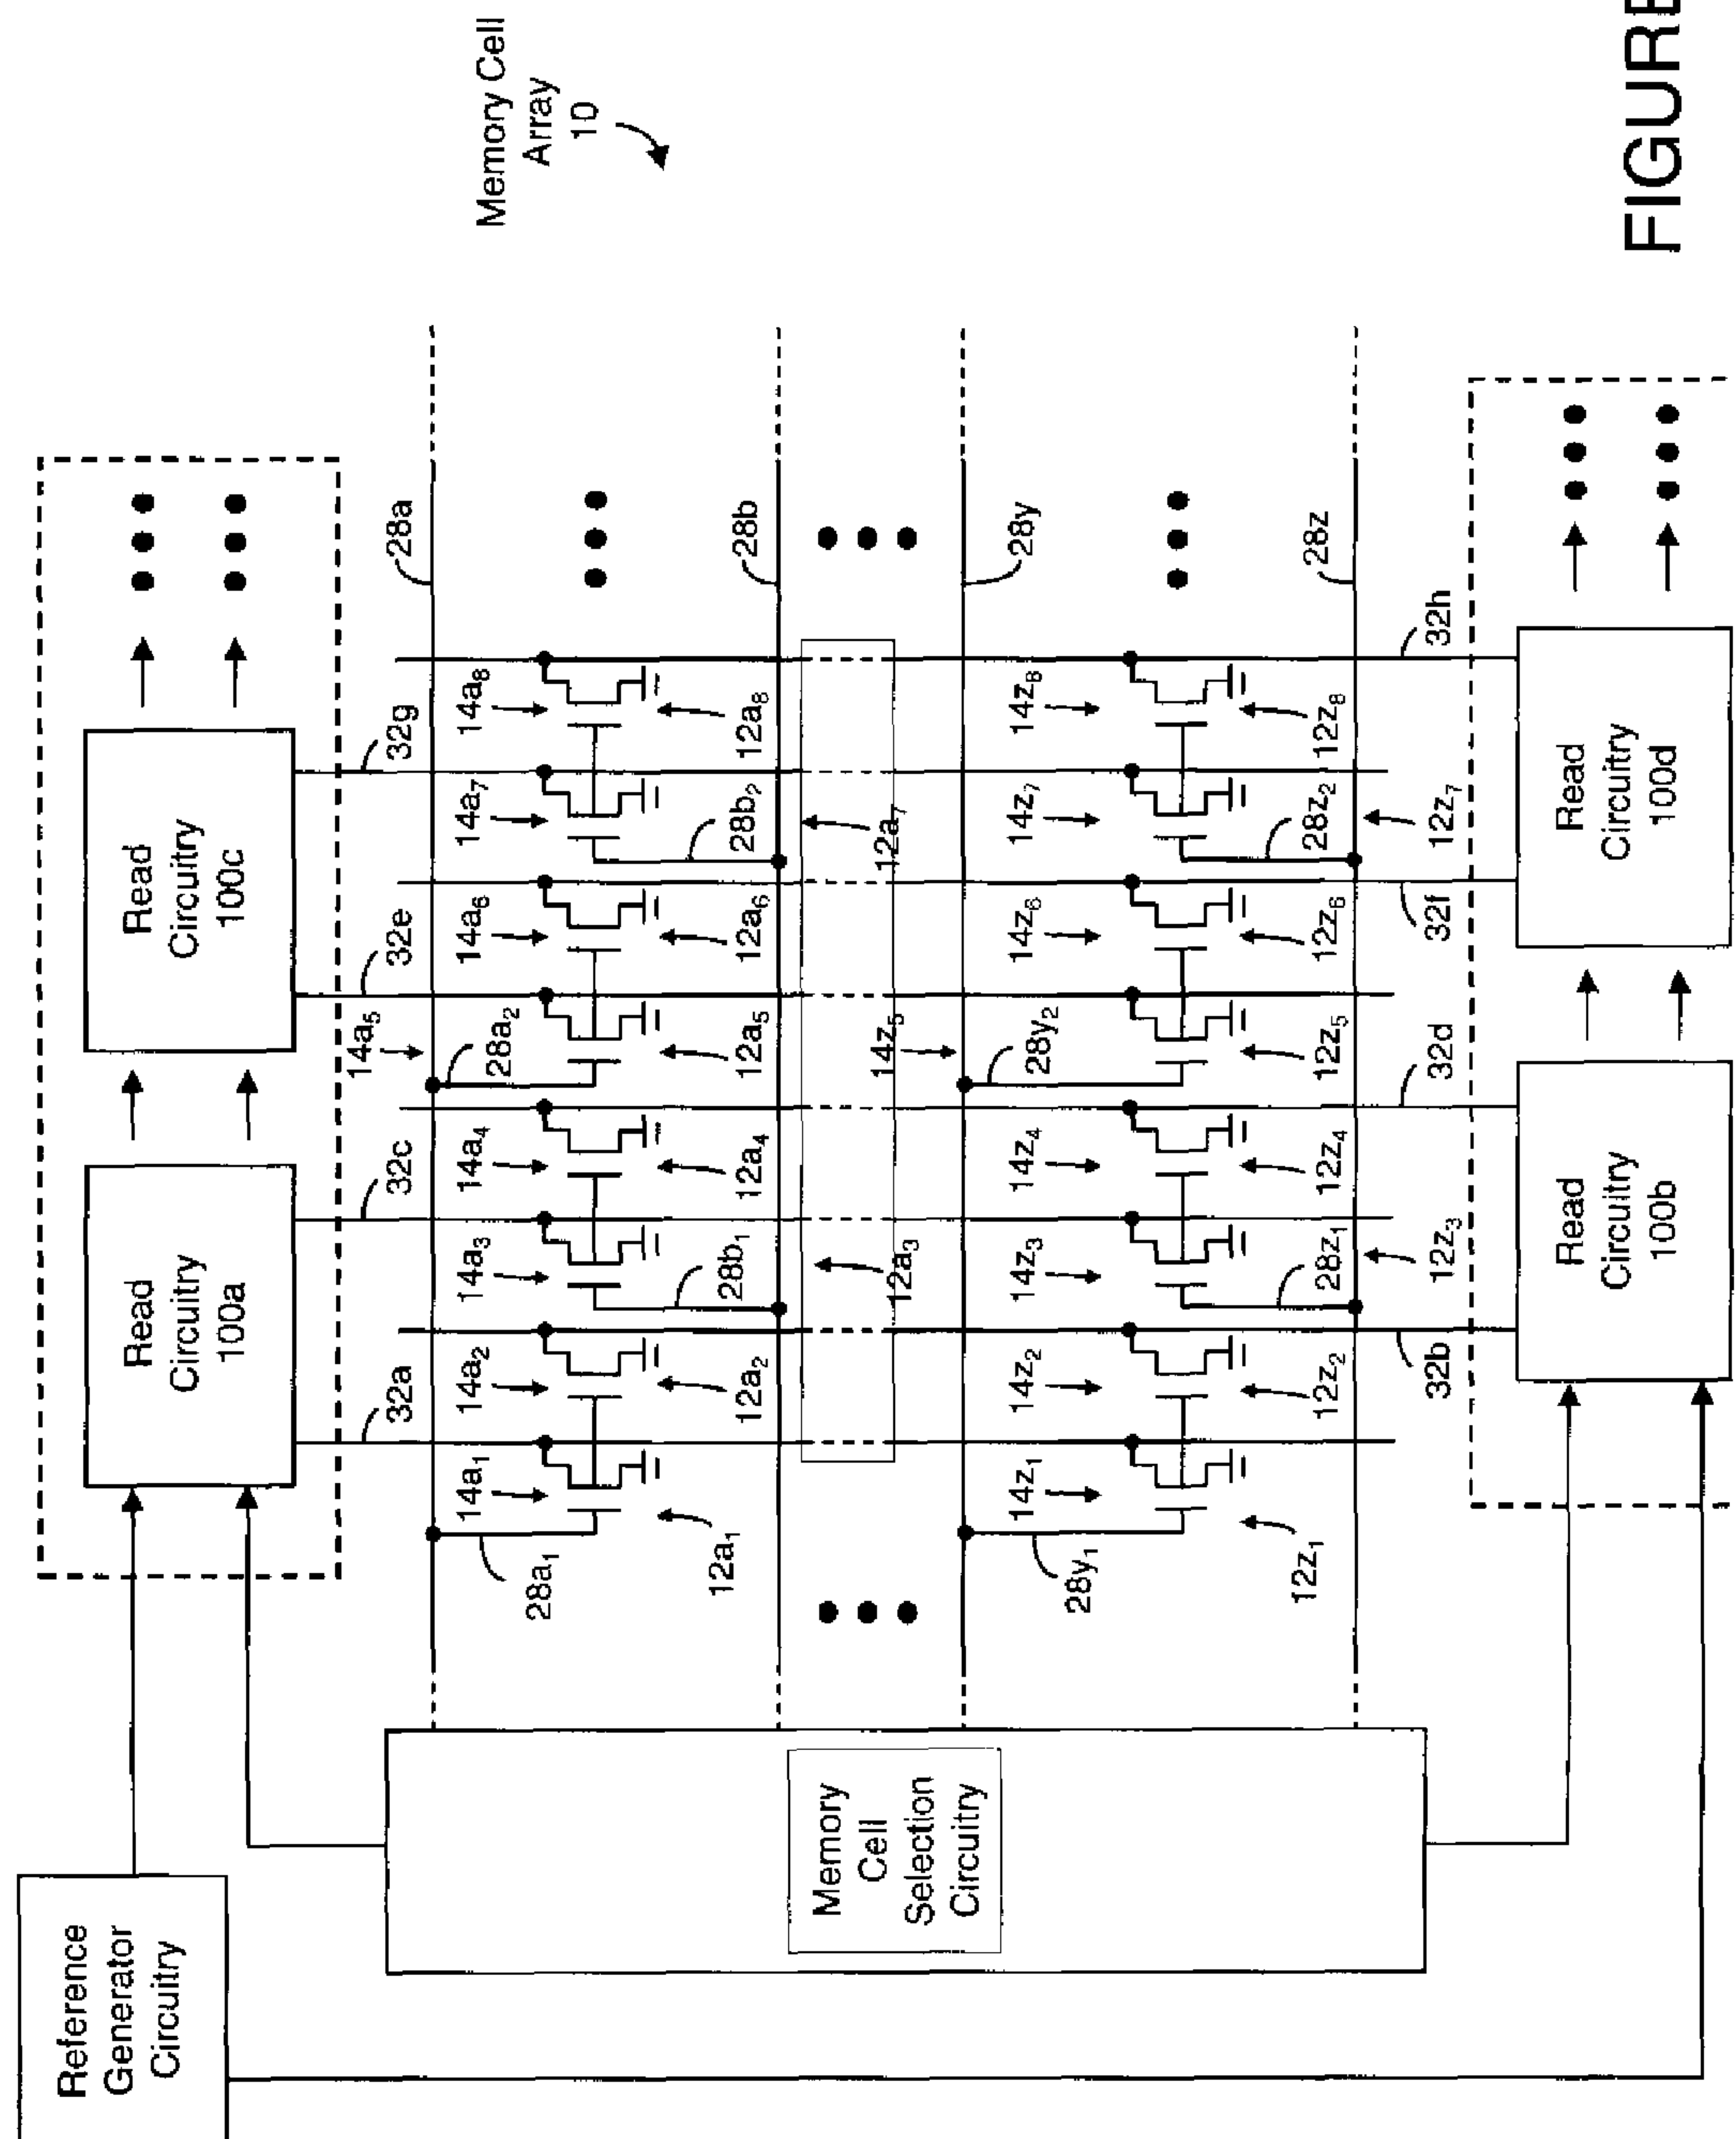 Reference
Generator
Circuitry
Read
Circuitry
100a
Read
Circuitry
100c
Memory Cell
Array
10
32a
32c
32e
32g
28a
14a₅
28a₁
14a₁
14a₂
14a₃
14a₄
28a₂
14a₆
14a₇
14a₈
12a₁
12a₂
28b₁
12a₄
12a₅
12a₆
28b₂
12a₈
28b
Memory
Cell
Selection
Circuitry
12a₃
12a₇
14z₅
28y
28y₁
14z₁
14z₂
14z₃
14z₄
28y₂
14z₆
14z₇
14z₈
12z₁
12z₂
28z₁
12z₄
12z₅
12z₆
28z₂
12z₈
28z
32b
12z₃
32d
32f
12z₇
32h
Read
Circuitry
100b
Read
Circuitry
100d
FIGURE